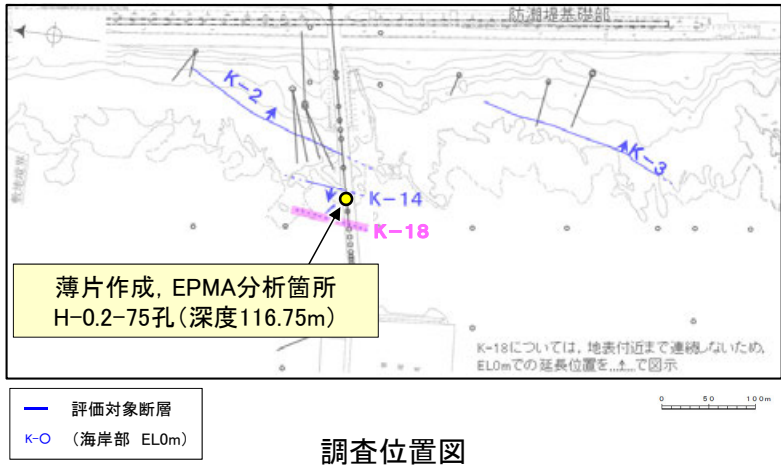 防潮堤基礎部
K-2
K-3
K-14
K-18
敷地境界
薄片作成, EPMA分析箇所
H-0.2-75孔(深度116.75m)
K-18については, 地表付近まで連続しないため,
EL0mでの延長位置を...±...で図示
評価対象断層
K-○ (海岸部 EL0m)
0 50 100m
調査位置図